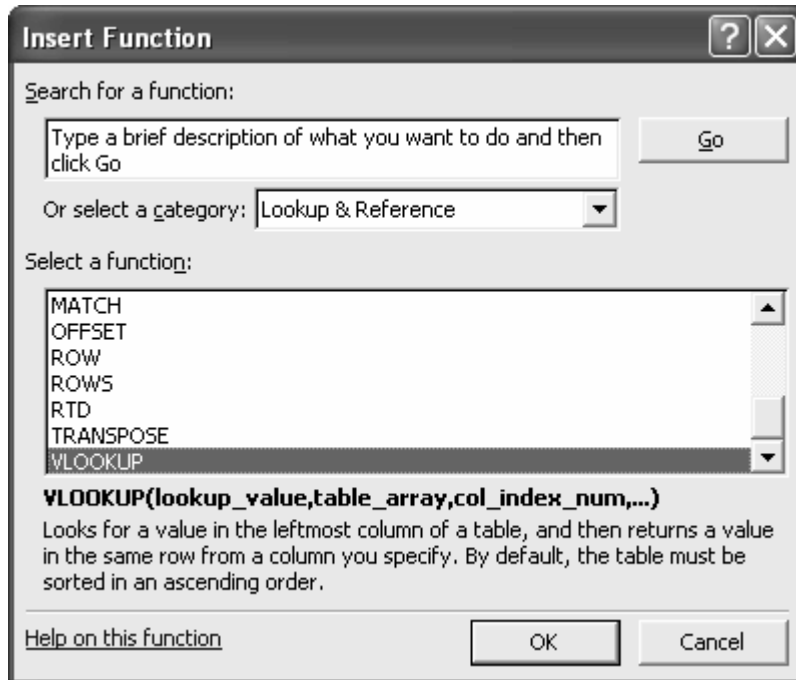 Insert Function
Search for a function:
Type a brief description of what you want to do and then
click Go
Go
Or select a category: Lookup & Reference
Select a function:
MATCH
OFFSET
ROW
ROWS
RTD
TRANSPOSE
VLOOKUP
VLOOKUP(lookup_value,table_array,col_index_num,...)
Looks for a value in the leftmost column of a table, and then returns a value
in the same row from a column you specify. By default, the table must be
sorted in an ascending order.
Help on this function
OK
Cancel